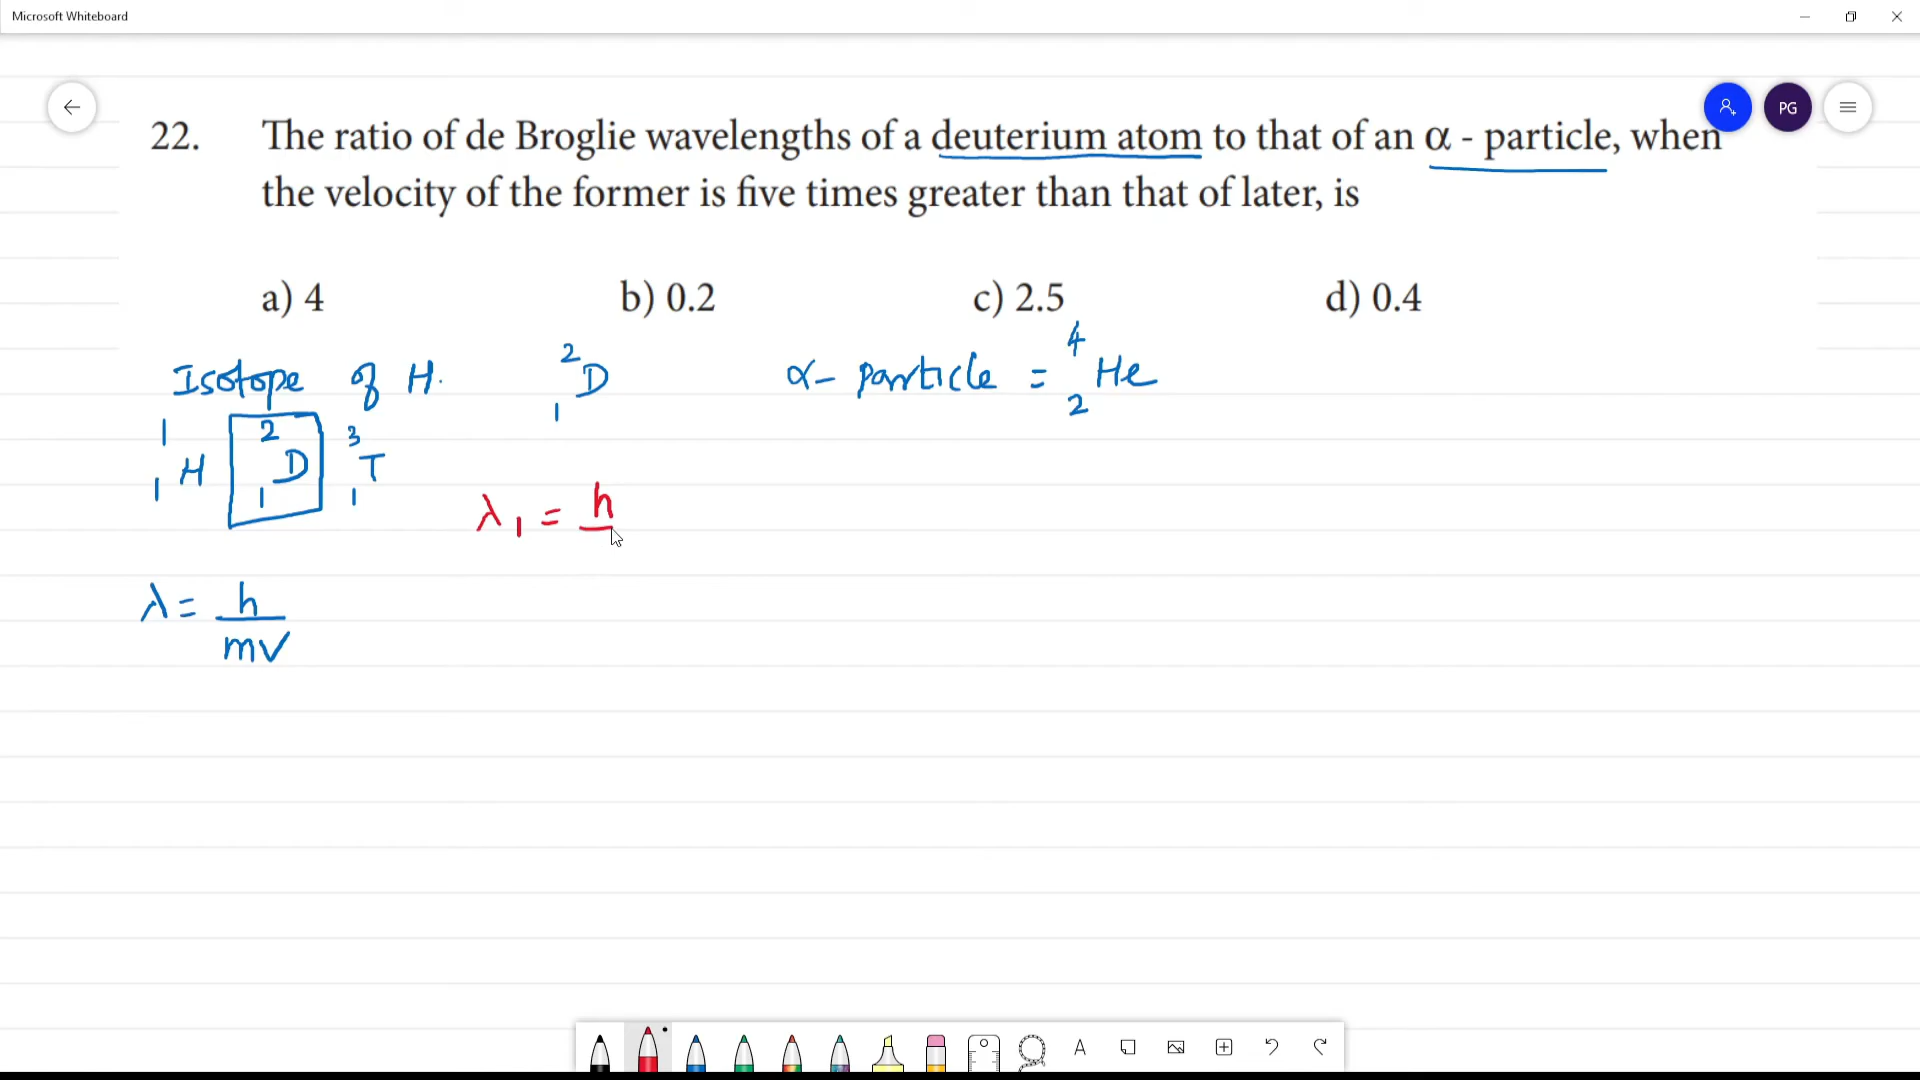 Microsoft Whiteboard
PG
22. The ratio of de Broglie wavelengths of a deuterium atom to that of an α - particle, when
the velocity of the former is five times greater than that of later, is
a) 4 b) 0.2 c) 2.5 d) 0.4
Isotope of H. ²₁D α- particle = ⁴₂He
¹₁H ²₁D ³₁T
λ₁ = h
λ = h/mv
A